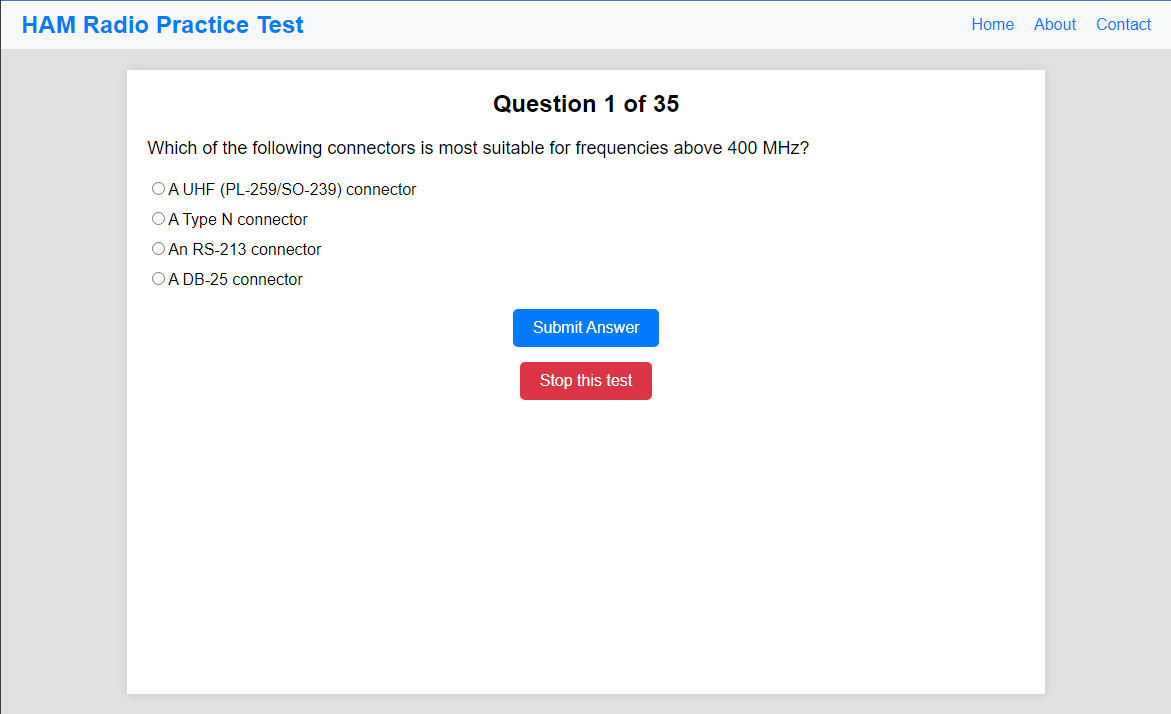 HAM Radio Practice Test
Home About Contact
Question 1 of 35
Which of the following connectors is most suitable for frequencies above 400 MHz?
A UHF (PL-259/SO-239) connector
A Type N connector
An RS-213 connector
A DB-25 connector
Submit Answer
Stop this test